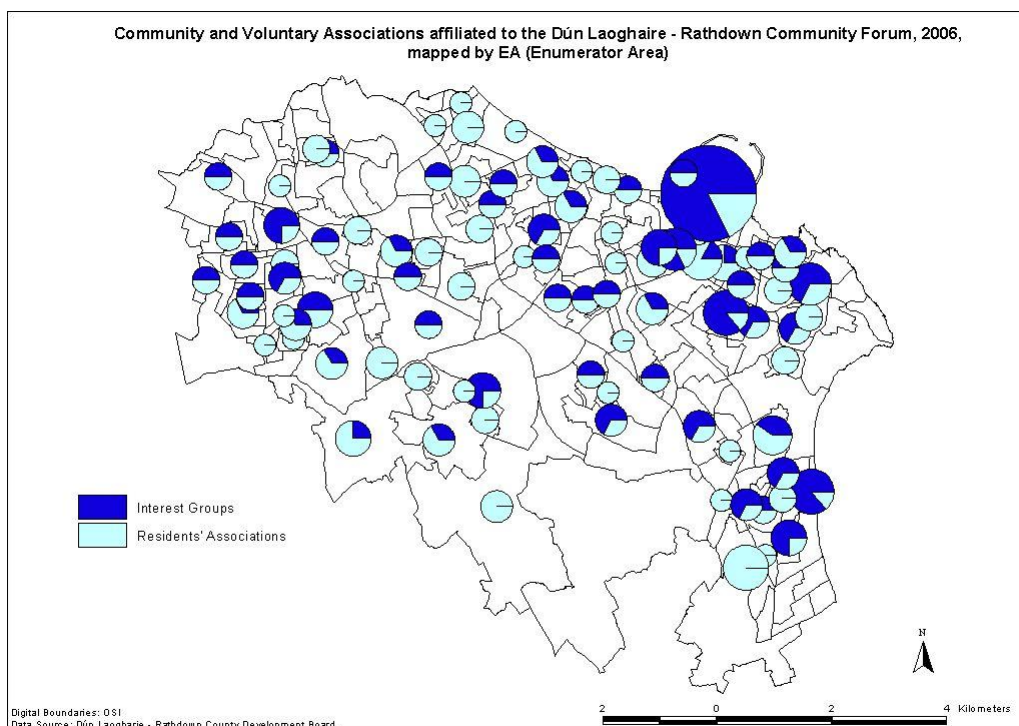 Community and Voluntary Associations affiliated to the Dún Laoghaire - Rathdown Community Forum, 2006,
mapped by EA (Enumerator Area)
Interest Groups
Residents' Associations
N
2 0 2 4 Kilometers
Digital Boundaries: OSI
Data Source: Dún Laoghaire - Rathdown County Development Board